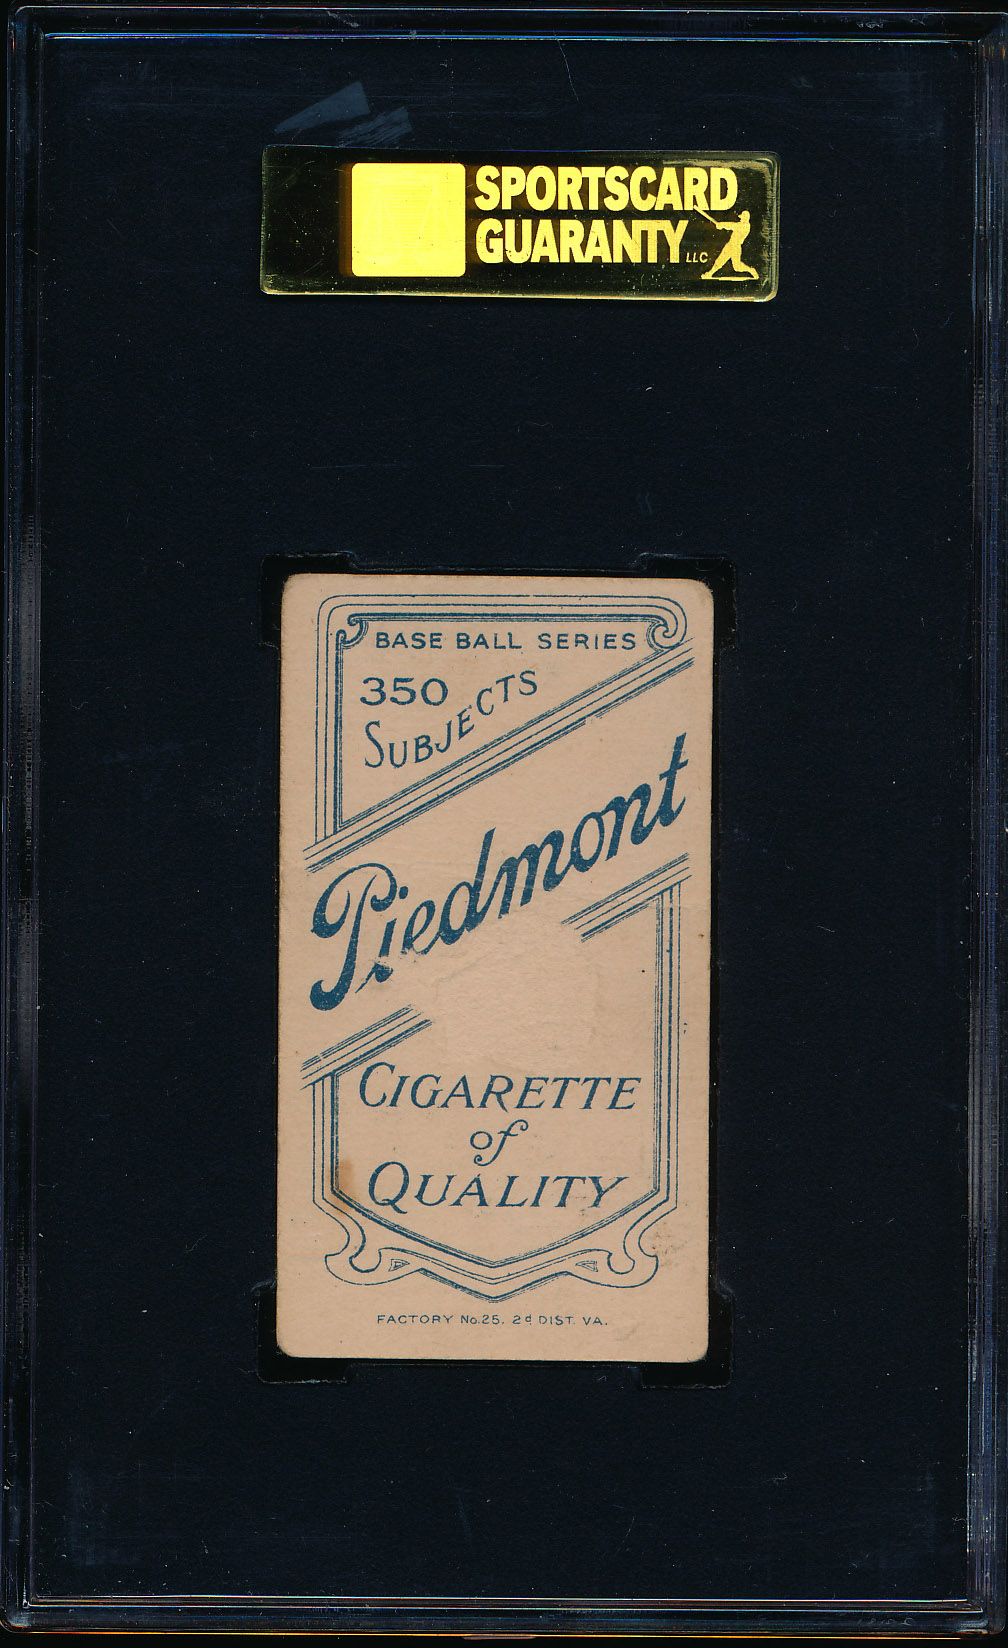 SPORTSCARD
GUARANTY LLC
BASE BALL SERIES
350
SUBJECTS
Piedmont
CIGARETTE
of
QUALITY
FACTORY No.25. 2d DIST. VA.